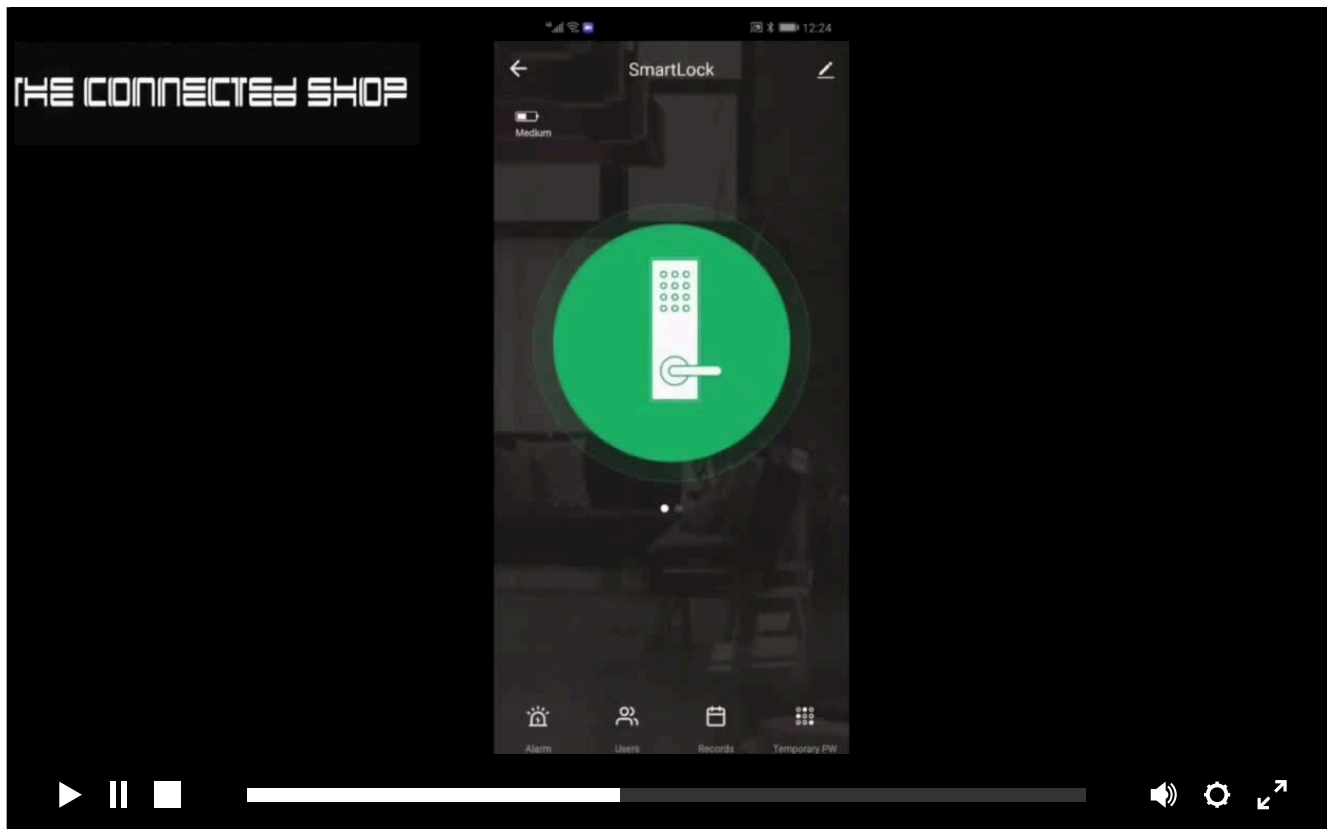 12:24
THE CONNECTED SHOP
SmartLock
Medium
Alarm
Users
Records
Temporary PW